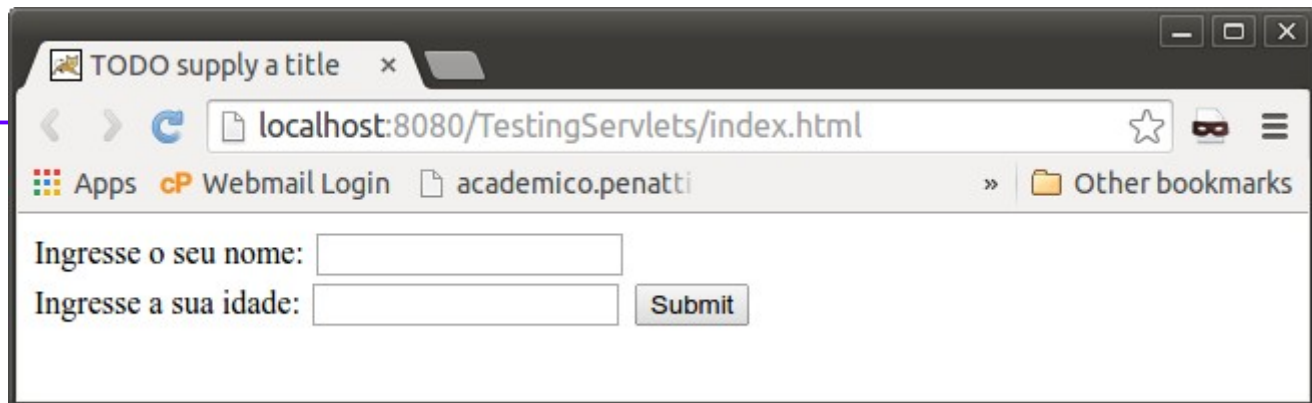 TODO supply a title
localhost:8080/TestingServlets/index.html
Apps cP Webmail Login academico.penatti » Other bookmarks
Ingresse o seu nome:
Ingresse a sua idade: Submit